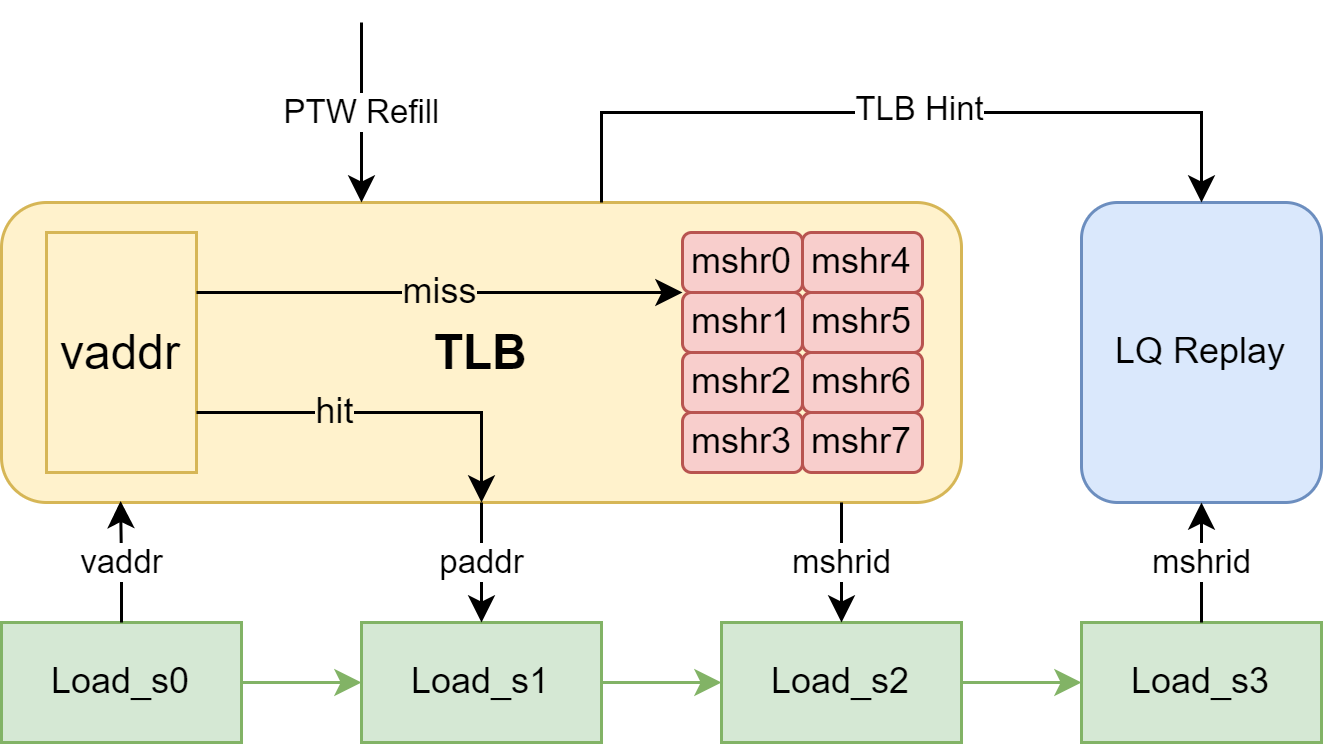 PTW Refill
TLB Hint
vaddr
miss
TLB
hit
mshr0 mshr4
mshr1 mshr5
mshr2 mshr6
mshr3 mshr7
LQ Replay
vaddr
paddr
mshrid
mshrid
Load_s0
Load_s1
Load_s2
Load_s3